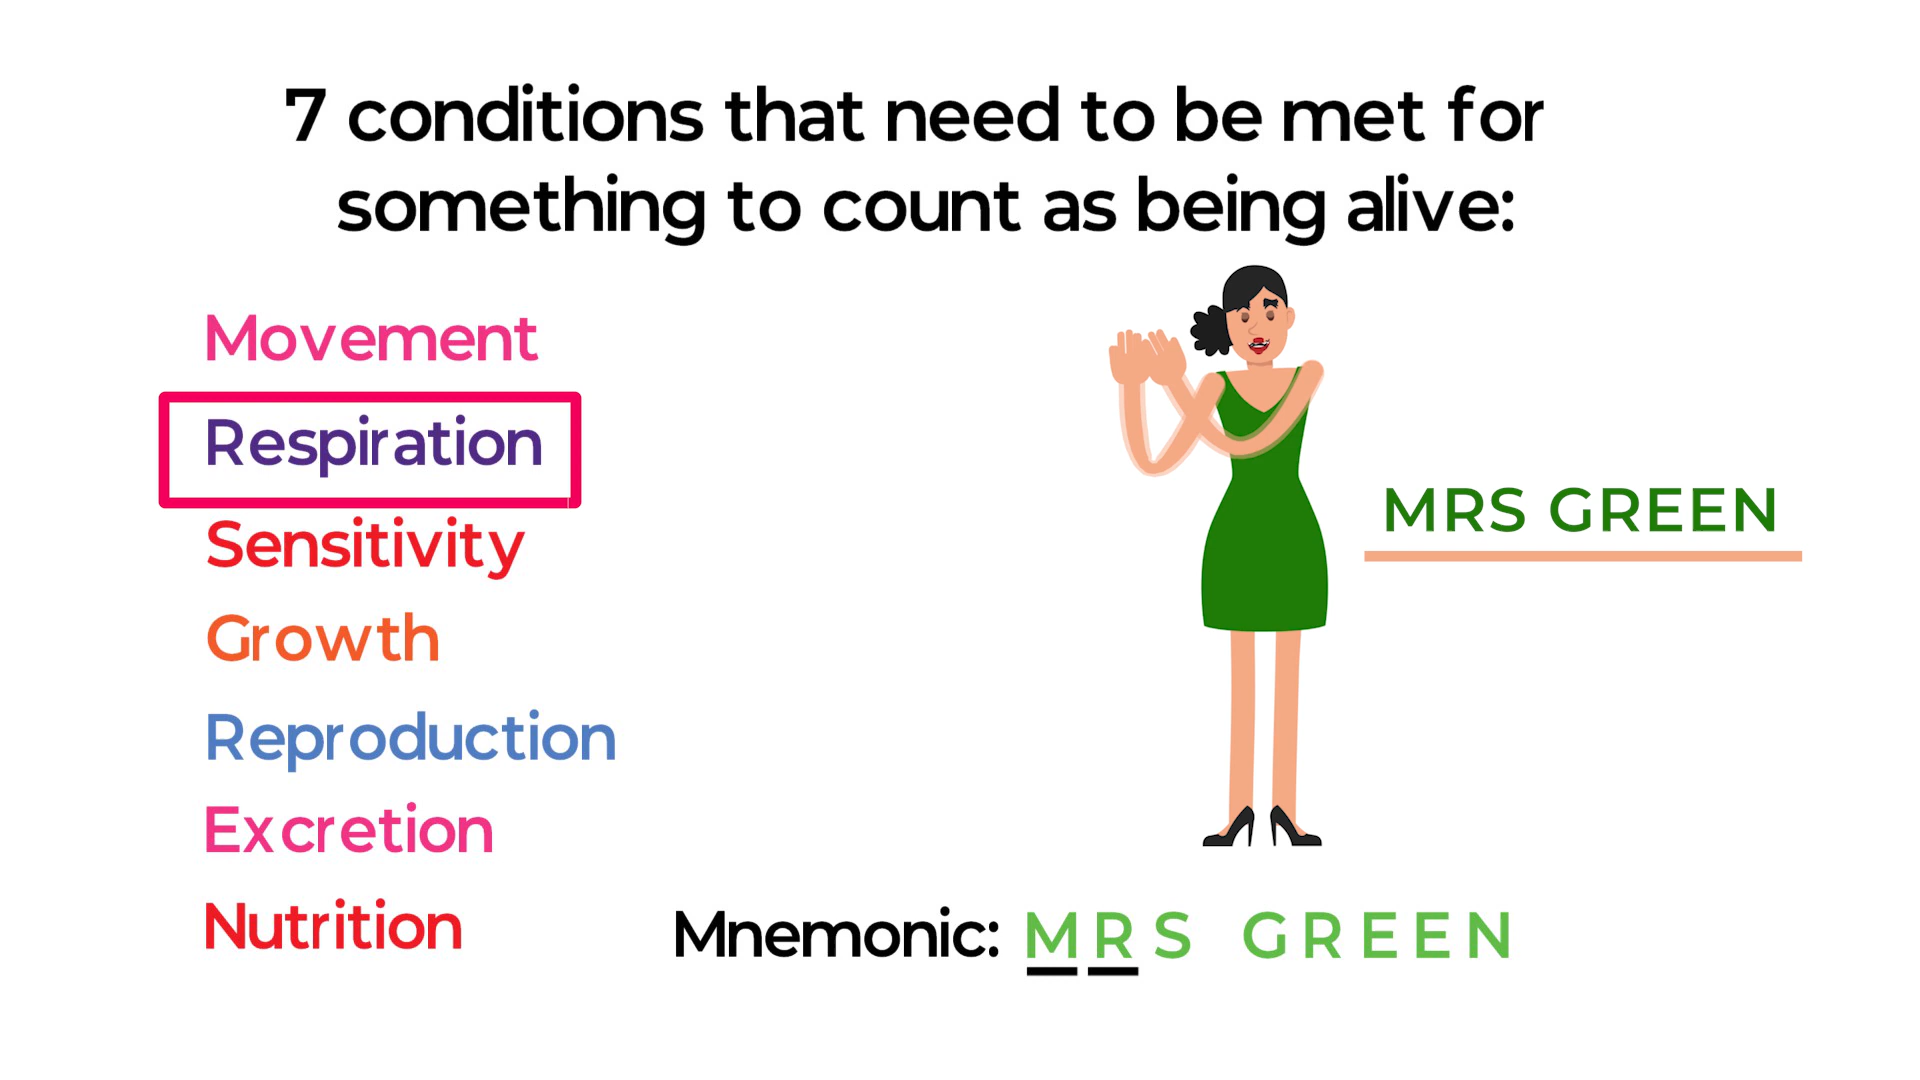 7 conditions that need to be met for
something to count as being alive:
Movement
Respiration
Sensitivity
Growth
Reproduction
Excretion
Nutrition
MRS GREEN
Mnemonic: MRS GREEN